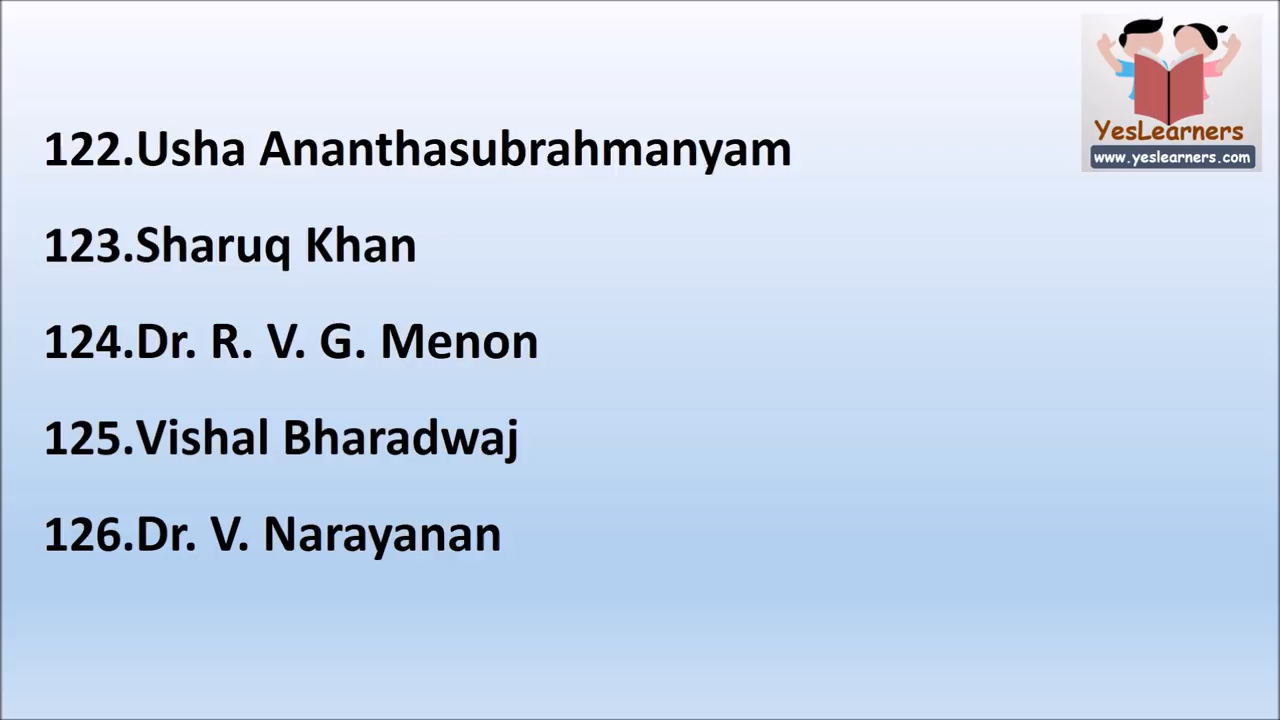 122.Usha Ananthasubrahmanyam
123.Sharuq Khan
124.Dr. R. V. G. Menon
125.Vishal Bharadwaj
126.Dr. V. Narayanan
YesLearners
www.yeslearners.com